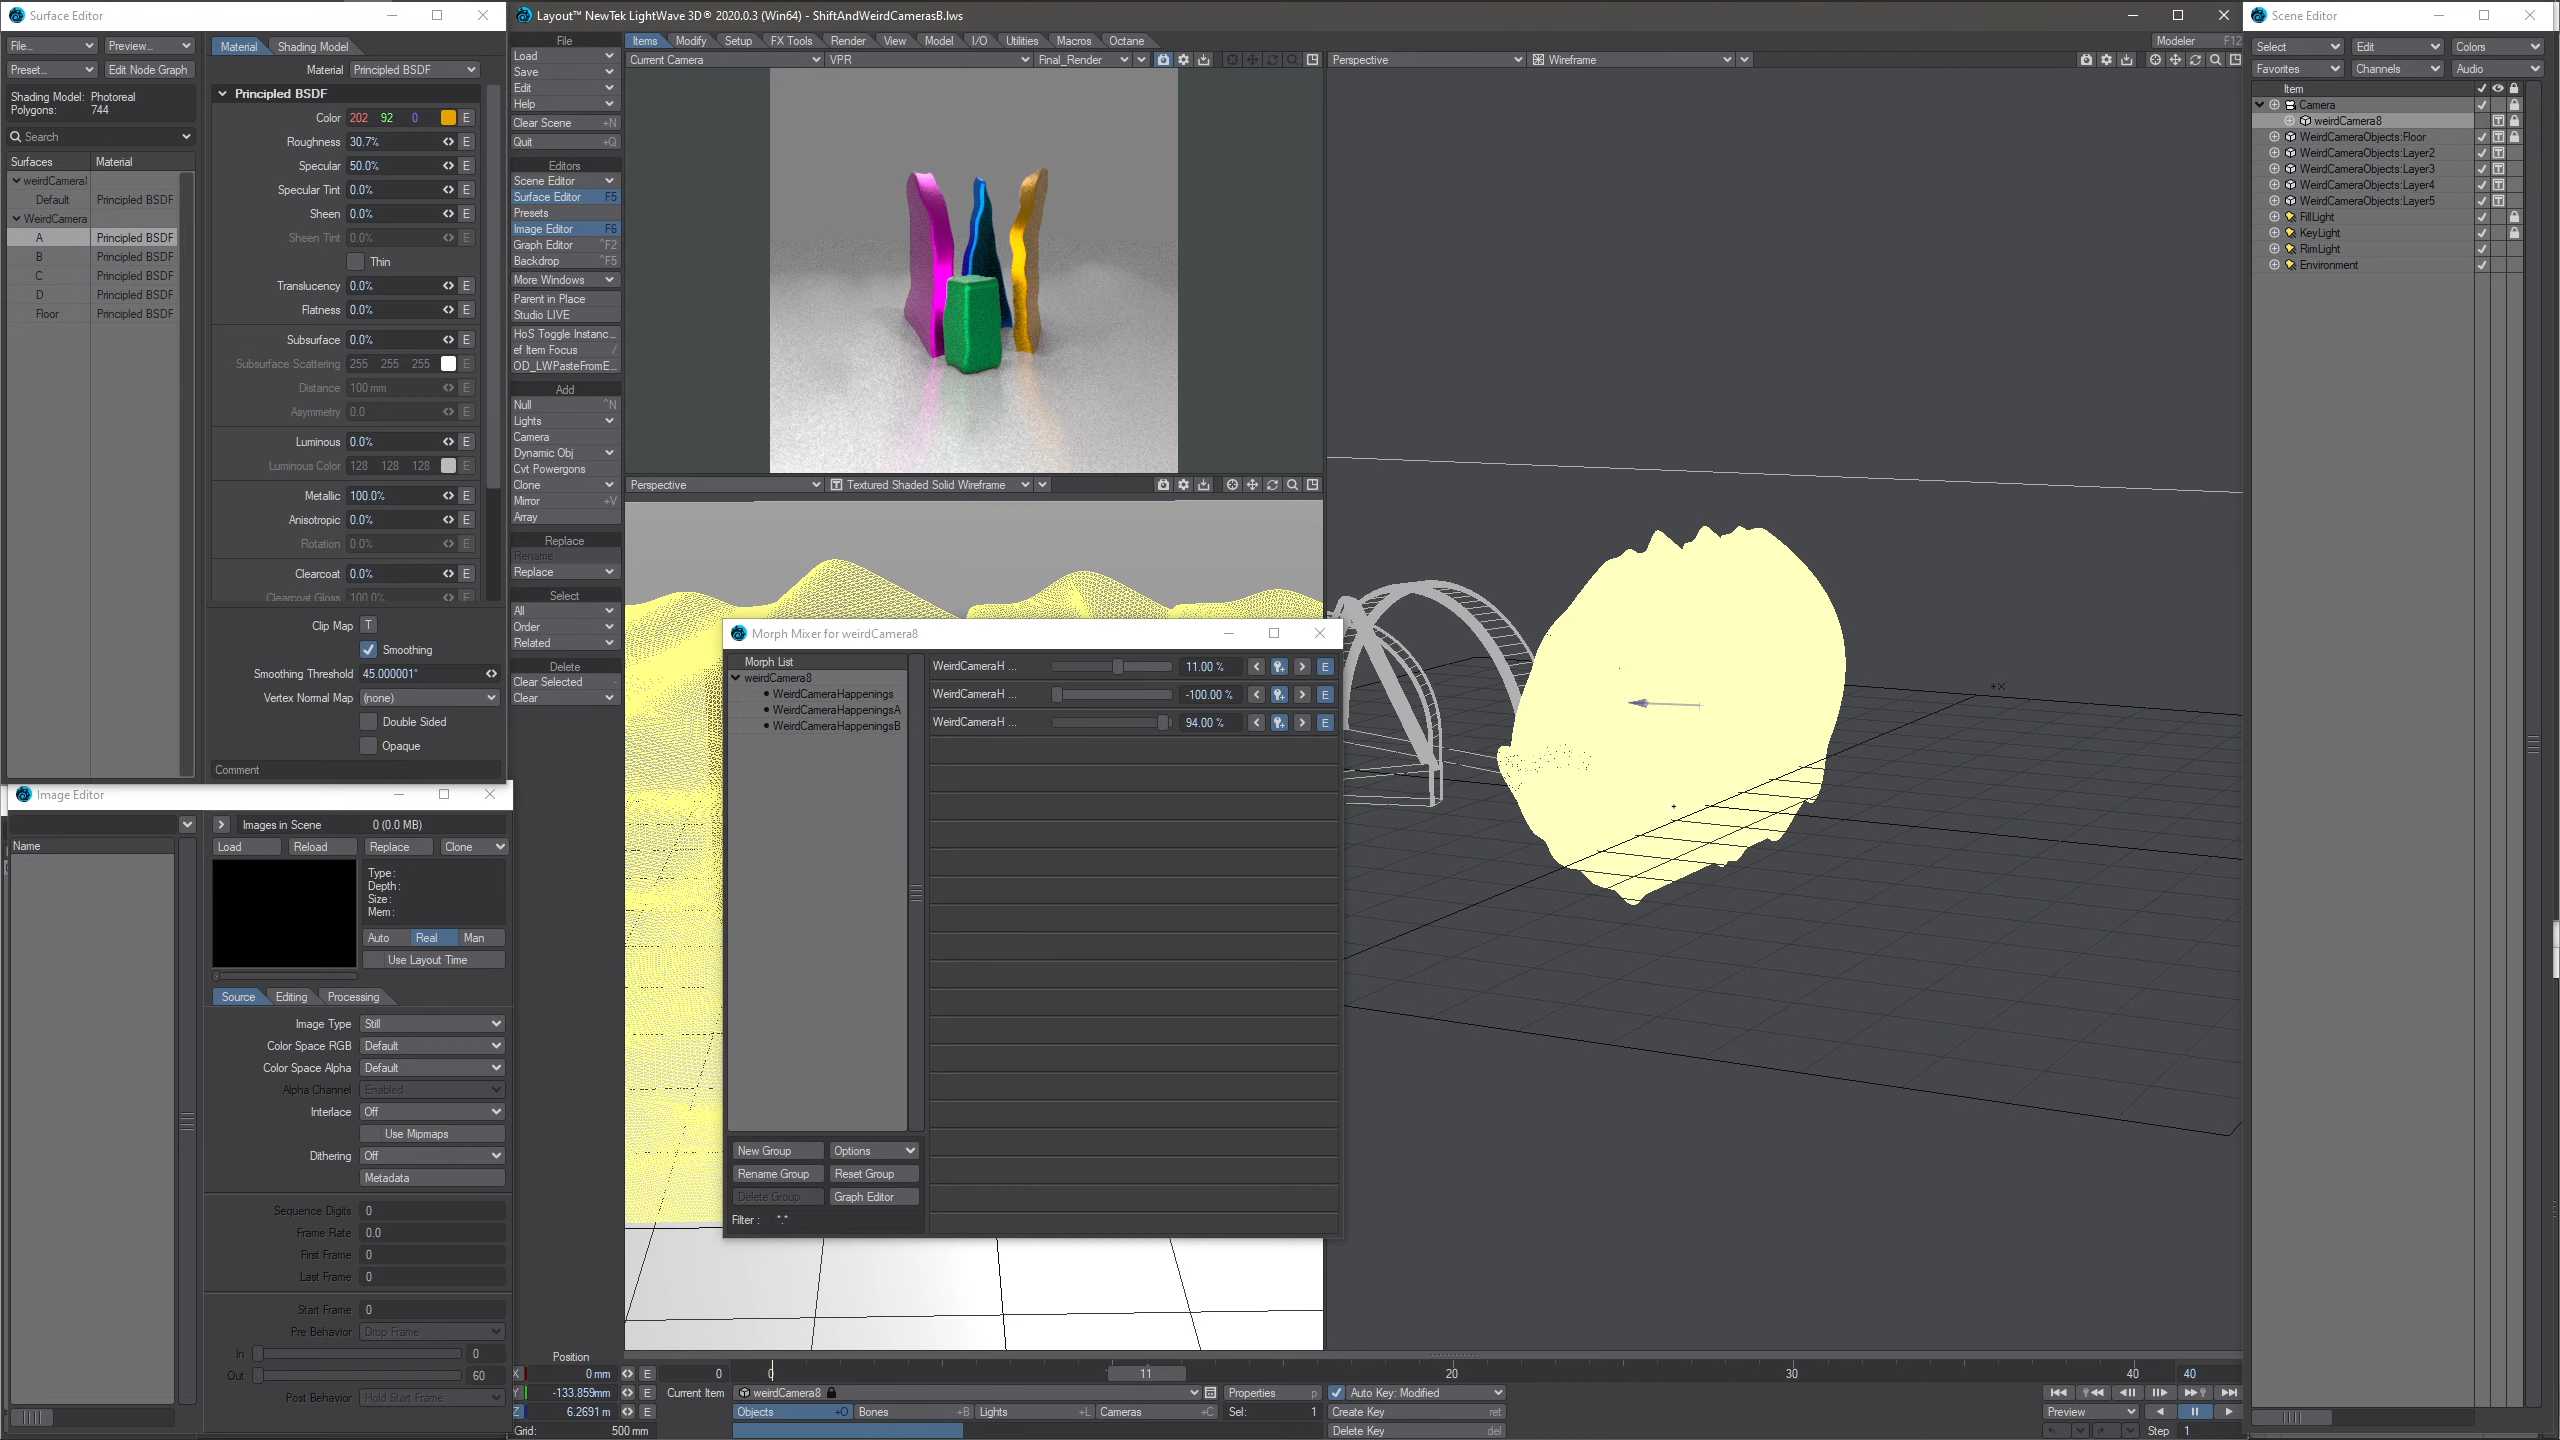 Surface Editor
File...
Preview...
Preset...
Edit Node Graph
Shading Model: Photoreal
Polygons: 744
Search
Surfaces
Material
weirdCamera
Default
Principled BSDF
WeirdCamera
A
Principled BSDF
B
Principled BSDF
C
Principled BSDF
D
Principled BSDF
Floor
Principled BSDF
Material
Shading Model
Material
Principled BSDF
Principled BSDF
Color 202 92 0 E
Roughness 30.7% E
Specular 50.0% E
Specular Tint 0.0% E
Sheen 0.0% E
Sheen Tint 0.0% E
Thin
Translucency 0.0% E
Flatness 0.0% E
Subsurface 0.0% E
Subsurface Scattering 255 255 255 E
Distance 100 mm E
Asymmetry 0.0 E
Luminous 0.0% E
Luminous Color 128 128 128 E
Metallic 100.0% E
Anisotropic 0.0% E
Rotation 0.0% E
Clearcoat 0.0% E
Clearcoat Gloss 100.0% E
Clip Map T
Smoothing
Smoothing Threshold 45.000001°
Vertex Normal Map (none)
Double Sided
Opaque
Comment
Image Editor
Images in Scene 0 (0.0 MB)
Name
Load
Reload
Replace
Clone
Type :
Depth :
Size :
Mem :
Auto
Real
Man
Use Layout Time
Source
Editing
Processing
Image Type Still
Color Space RGB Default
Color Space Alpha Default
Alpha Channel Enabled
Interlace Off
Use Mipmaps
Dithering Off
Metadata
Sequence Digits 0
Frame Rate 0.0
First Frame 0
Last Frame 0
Start Frame 0
Pre Behavior Drop Frame
In 0
Out 60
Post Behavior Hold Start Frame
Layout™ NewTek LightWave 3D® 2020.0.3 (Win64) - ShiftAndWeirdCamerasB.lws
File
Load
Save
Edit
Help
Clear Scene +N
Quit +Q
Editors
Scene Editor
Surface Editor F5
Presets
Image Editor F6
Graph Editor ^F2
Backdrop ^F5
More Windows
Parent in Place
Studio LIVE
HoS Toggle Instanc...
ef Item Focus /
OD_LWPasteFromE...
Add
Null ^N
Lights
Camera
Dynamic Obj
Cvt Powergons
Clone
Mirror +V
Array
Replace
Rename
Replace
Select
All
Order
Related
Delete
Clear Selected -
Clear
Items
Modify
Setup
FX Tools
Render
View
Model
I/O
Utilities
Macros
Octane
Modeler F12
Current Camera
VPR
Final_Render
Perspective
Wireframe
Perspective
Textured Shaded Solid Wireframe
Morph Mixer for weirdCamera8
Morph List
weirdCamera8
WeirdCameraHappenings
WeirdCameraHappeningsA
WeirdCameraHappeningsB
WeirdCameraH ... 11.00 % E
WeirdCameraH ... -100.00 % E
WeirdCameraH ... 94.00 % E
New Group
Options
Rename Group
Reset Group
Delete Group
Graph Editor
Filter : *.*
Position
X 0 mm E
Y -133.859mm E
Z 6.2691 m E
Grid: 500 mm
0
0
11
20
30
40
40
Current Item weirdCamera8
Properties p
Auto Key: Modified
Objects +O
Bones +B
Lights +L
Cameras +C
Sel: 1
Create Key ret
Delete Key del
Preview
Step 1
Scene Editor
Select
Edit
Colors
Favorites
Channels
Audio
Item
Camera
weirdCamera8
WeirdCameraObjects:Floor
WeirdCameraObjects:Layer2
WeirdCameraObjects:Layer3
WeirdCameraObjects:Layer4
WeirdCameraObjects:Layer5
FillLight
KeyLight
RimLight
Environment